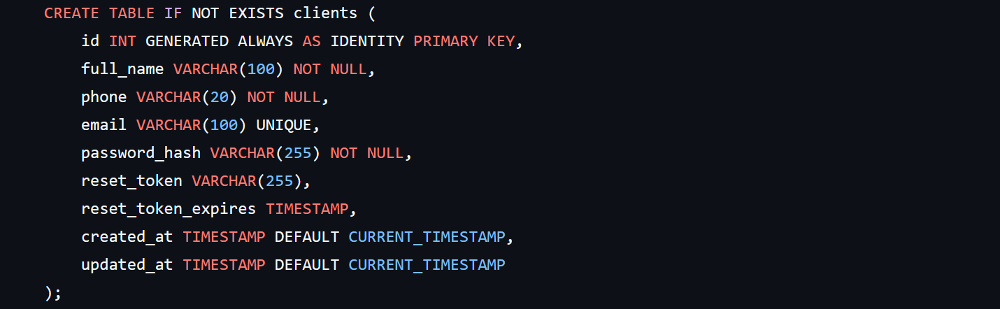 CREATE TABLE IF NOT EXISTS clients (
    id INT GENERATED ALWAYS AS IDENTITY PRIMARY KEY,
    full_name VARCHAR(100) NOT NULL,
    phone VARCHAR(20) NOT NULL,
    email VARCHAR(100) UNIQUE,
    password_hash VARCHAR(255) NOT NULL,
    reset_token VARCHAR(255),
    reset_token_expires TIMESTAMP,
    created_at TIMESTAMP DEFAULT CURRENT_TIMESTAMP,
    updated_at TIMESTAMP DEFAULT CURRENT_TIMESTAMP
);